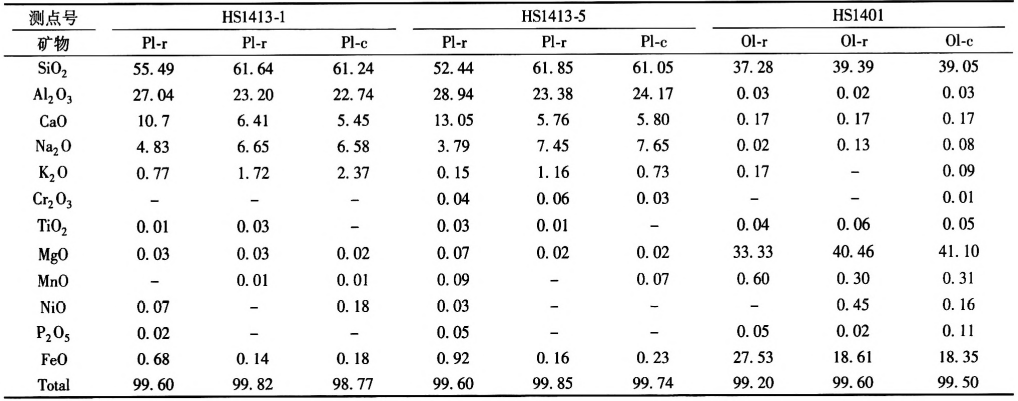 测点号 HS1413-1 HS1413-5 HS1401
矿物 Pl-r Pl-r Pl-c Pl-r Pl-r Pl-c Ol-r Ol-r Ol-c
SiO₂ 55.49 61.64 61.24 52.44 61.85 61.05 37.28 39.39 39.05
Al₂O₃ 27.04 23.20 22.74 28.94 23.38 24.17 0.03 0.02 0.03
CaO 10.7 6.41 5.45 13.05 5.76 5.80 0.17 0.17 0.17
Na₂O 4.83 6.65 6.58 3.79 7.45 7.65 0.02 0.13 0.08
K₂O 0.77 1.72 2.37 0.15 1.16 0.73 0.17 - 0.09
Cr₂O₃ - - - 0.04 0.06 0.03 - - 0.01
TiO₂ 0.01 0.03 - 0.03 0.01 - 0.04 0.06 0.05
MgO 0.03 0.03 0.02 0.07 0.02 0.02 33.33 40.46 41.10
MnO - 0.01 0.01 0.09 - 0.07 0.60 0.30 0.31
NiO 0.07 - 0.18 0.03 - - - 0.45 0.16
P₂O₅ 0.02 - - 0.05 - - 0.05 0.02 0.11
FeO 0.68 0.14 0.18 0.92 0.16 0.23 27.53 18.61 18.35
Total 99.60 99.82 98.77 99.60 99.85 99.74 99.20 99.60 99.50